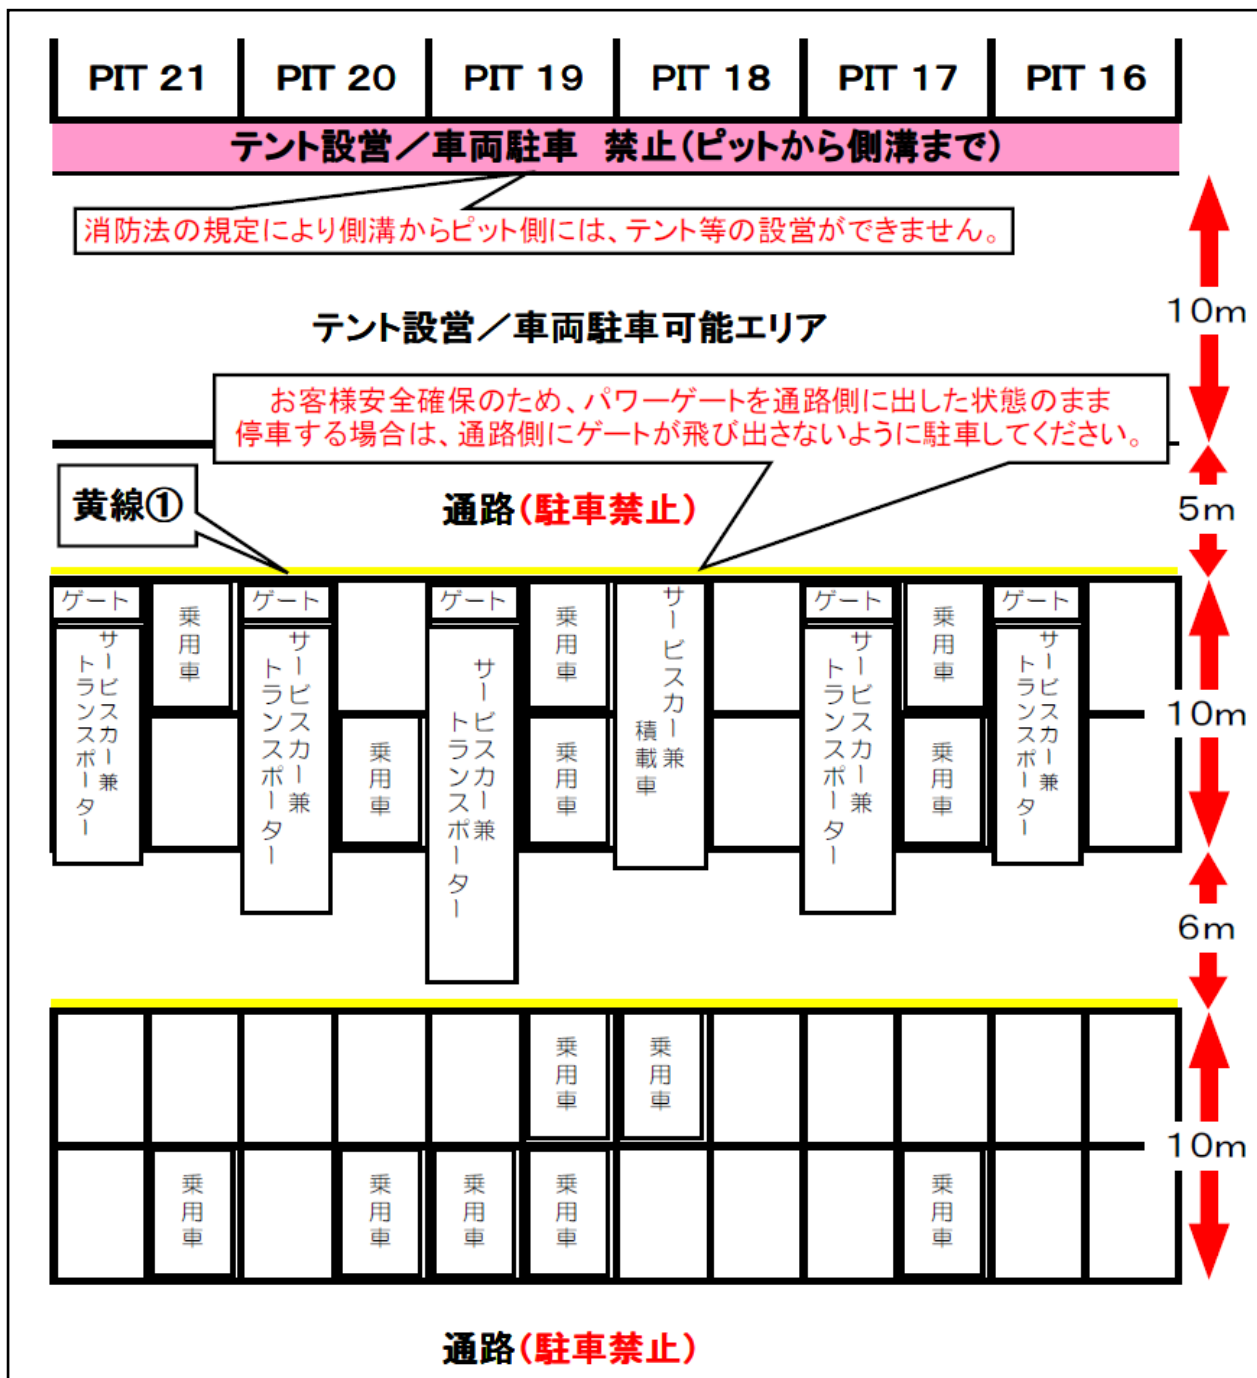 PIT 21
PIT 20
PIT 19
PIT 18
PIT 17
PIT 16
テント設営／車両駐車　禁止(ピットから側溝まで)
消防法の規定により側溝からピット側には、テント等の設営ができません。
10m
テント設営／車両駐車可能エリア
お客様安全確保のため、パワーゲートを通路側に出した状態のまま
停車する場合は、通路側にゲートが飛び出さないように駐車してください。
黄線①
通路(駐車禁止)
5m
ゲート
サービスカー兼
トランスポーター
乗用車
ゲート
サービスカー兼
トランスポーター
乗用車
ゲート
サービスカー兼
トランスポーター
乗用車
乗用車
サービスカー兼
積載車
ゲート
サービスカー兼
トランスポーター
乗用車
乗用車
ゲート
サービスカー兼
トランスポーター
10m
6m
乗用車
乗用車
10m
乗用車
乗用車
乗用車
乗用車
乗用車
通路(駐車禁止)